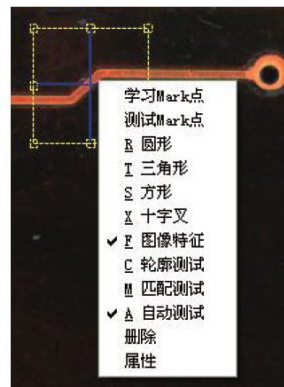 学习Mark点
测试Mark点
R 圆形
T 三角形
S 方形
X 十字叉
✓ F 图像特征
C 轮廓测试
M 匹配测试
✓ A 自动测试
删除
属性